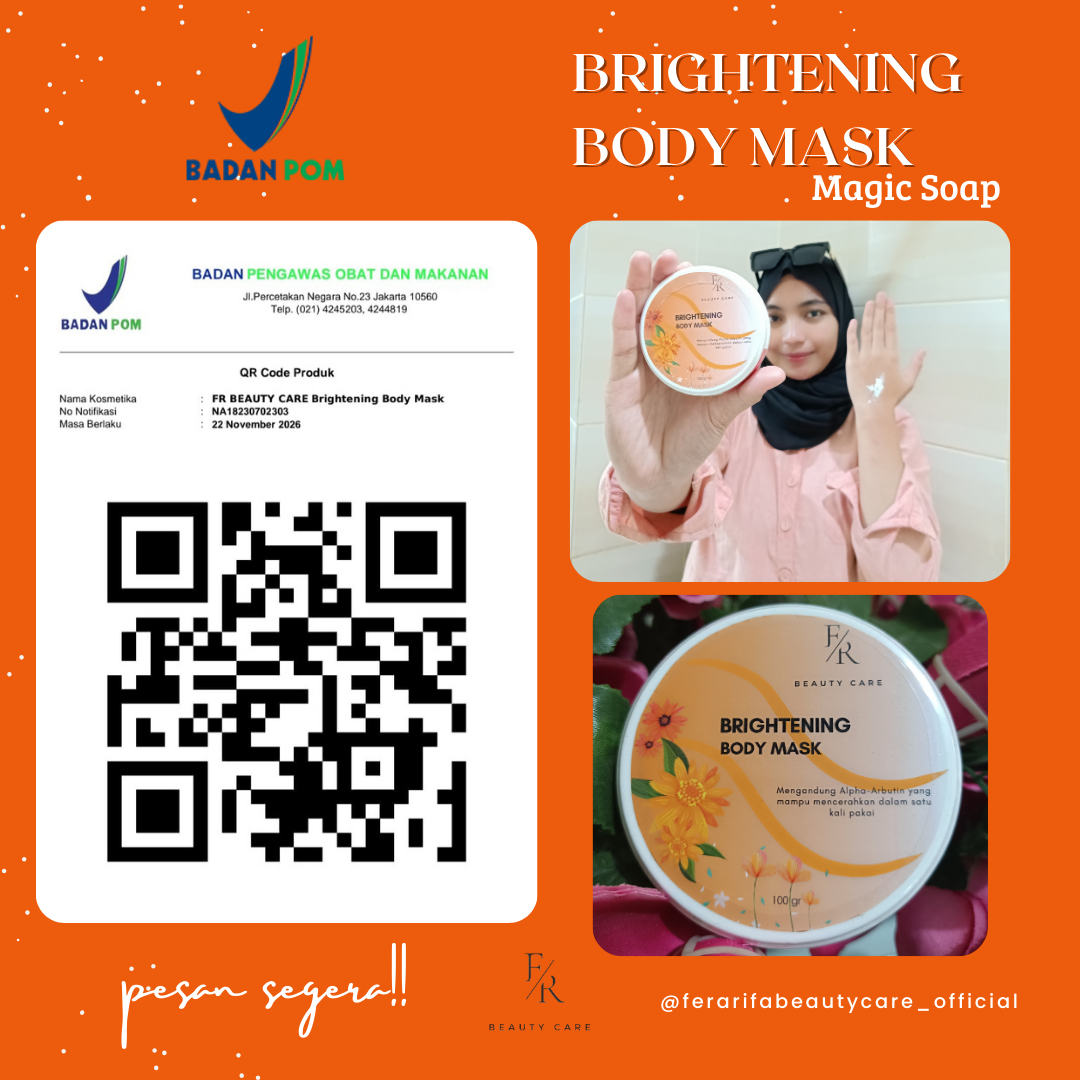 BADAN POM
BRIGHTENING
BODY MASK
Magic Soap
BADAN PENGAWAS OBAT DAN MAKANAN
Jl.Percetakan Negara No.23 Jakarta 10560
Telp. (021) 4245203, 4244819
BADAN POM
QR Code Produk
Nama Kosmetika : FR BEAUTY CARE Brightening Body Mask
No Notifikasi : NA18230702303
Masa Berlaku : 22 November 2026
F/R
BEAUTY CARE
BRIGHTENING
BODY MASK
F/R
BEAUTY CARE
BRIGHTENING
BODY MASK
Mengandung Alpha-Arbutin yang
mampu mencerahkan dalam satu
kali pakai
100 gr
pesan segera!!
F/R
BEAUTY CARE
@ferarifabeautycare_official